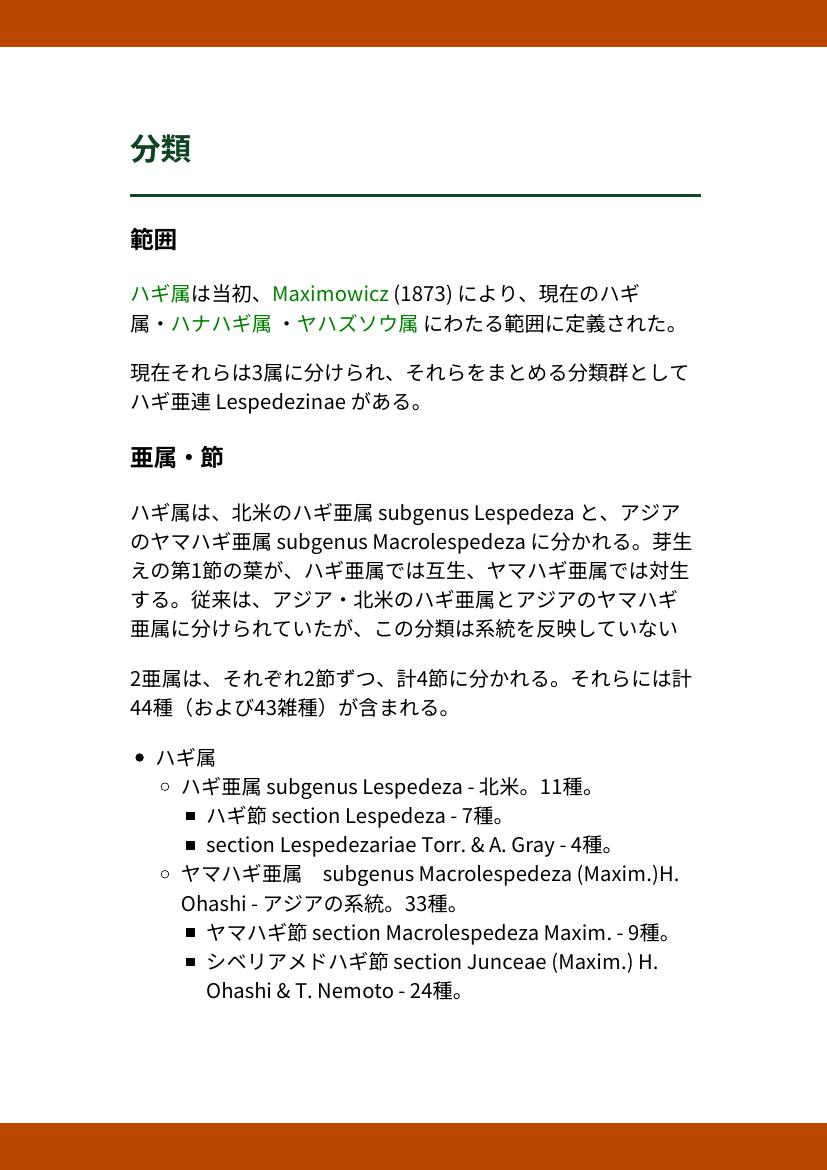 分類
範囲
ハギ属は当初、Maximowicz (1873) により、現在のハギ
属・ハナハギ属 ・ヤハズソウ属 にわたる範囲に定義された。
現在それらは3属に分けられ、それらをまとめる分類群として
ハギ亜連 Lespedezinae がある。
亜属・節
ハギ属は、北米のハギ亜属 subgenus Lespedeza と、アジア
のヤマハギ亜属 subgenus Macrolespedeza に分かれる。芽生
えの第1節の葉が、ハギ亜属では互生、ヤマハギ亜属では対生
する。従来は、アジア・北米のハギ亜属とアジアのヤマハギ
亜属に分けられていたが、この分類は系統を反映していない
2亜属は、それぞれ2節ずつ、計4節に分かれる。それらには計
44種（および43雑種）が含まれる。
• ハギ属
◦ ハギ亜属 subgenus Lespedeza - 北米。11種。
▪ ハギ節 section Lespedeza - 7種。
▪ section Lespedezariae Torr. & A. Gray - 4種。
◦ ヤマハギ亜属　subgenus Macrolespedeza (Maxim.)H.
Ohashi - アジアの系統。33種。
▪ ヤマハギ節 section Macrolespedeza Maxim. - 9種。
▪ シベリアメドハギ節 section Junceae (Maxim.) H.
Ohashi & T. Nemoto - 24種。